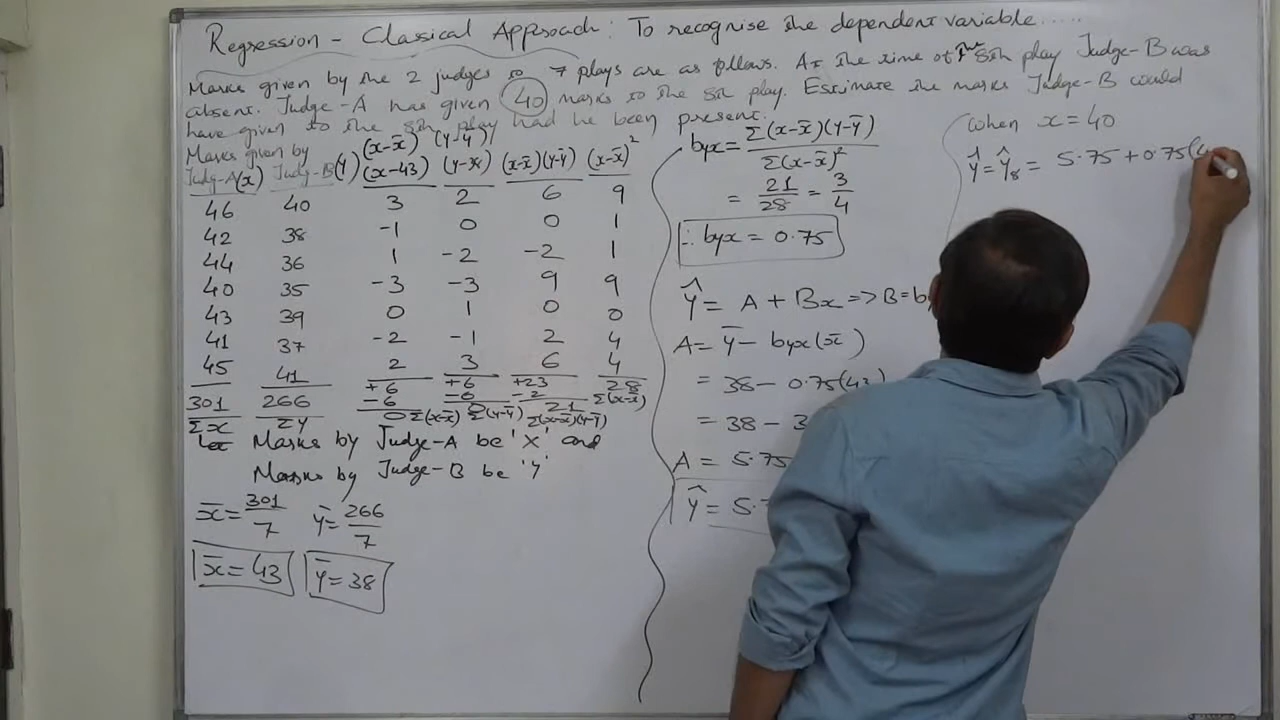 Regression - Classical Approach: To recognise the dependent variable.....
Marks given by the 2 judges to 7 plays are as follows. At the time of the 8th play Judge-B was
absent. Judge-A has given 40 marks to the 8th play. Estimate the marks Judge-B would
have given to the 8th play had he been present.
Marks given by (x-x̄) (y-ȳ)
Judg-A(x) Judge-B(y) (x-43) (y-38) (x-x̄)(y-ȳ) (x-x̄)²
46 40 3 2 6 9
42 38 -1 0 0 1
44 36 1 -2 -2 1
40 35 -3 -3 9 9
43 39 0 1 0 0
41 37 -2 -1 2 4
45 41 2 3 6 4
+6 +6 +23 28
301 266 -6 -6 -2 Σ(x-x̄)
Σx Σy 0 Σ(x-x̄) 0 Σ(y-ȳ) 21 Σ(x-x̄)(y-ȳ)
Let Marks by Judge-A be 'X' and
Marks by Judge-B be 'y'
x̄ = 301/7 ȳ = 266/7
x̄ = 43 ȳ = 38
byx = Σ(x-x̄)(y-ȳ) / Σ(x-x̄)²
= 21/28 = 3/4
∴ byx = 0.75
Ŷ = A + Bx => B = b
A = ȳ - byx(x̄)
= 38 - 0.75(43)
= 38 - 3
A = 5.75
Ŷ = 5.
when x = 40
Ŷ = Ŷ₈ = 5.75 + 0.75(4